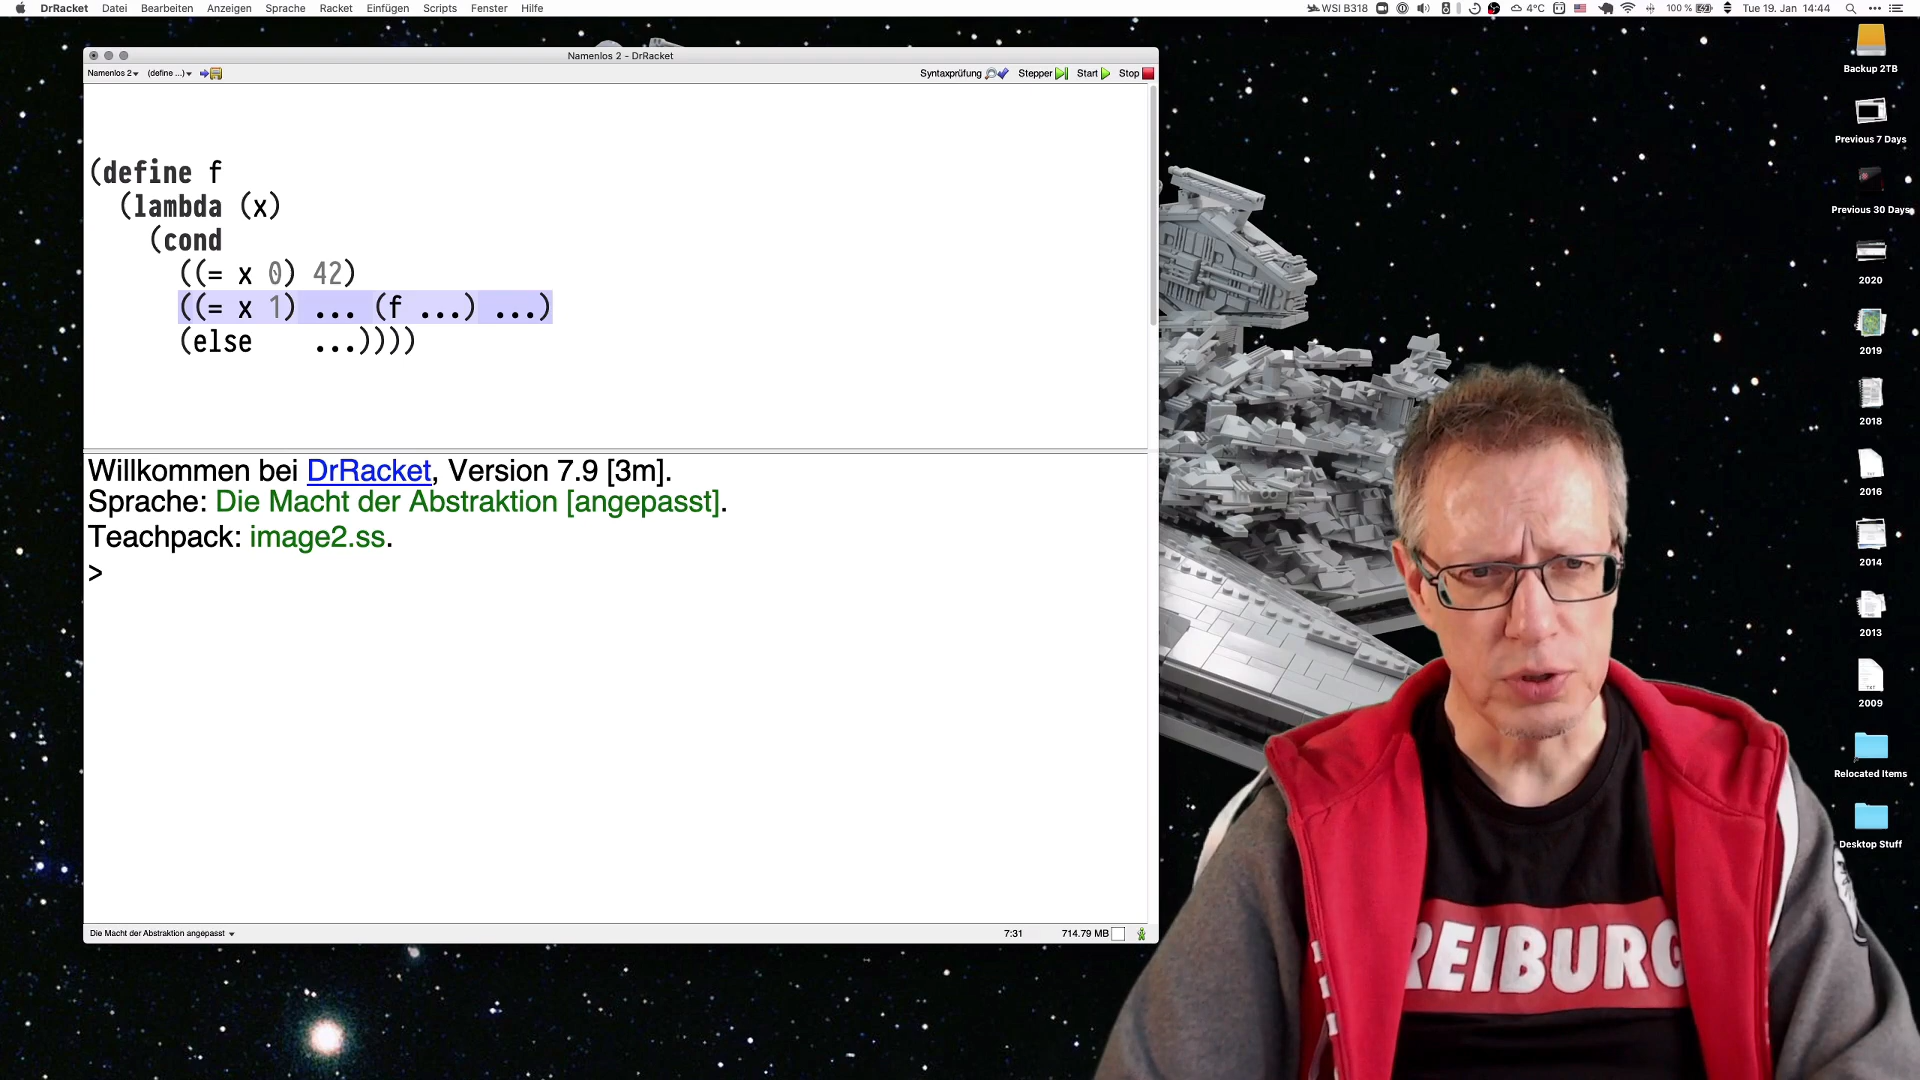 DrRacket Datei Bearbeiten Anzeigen Sprache Racket Einfügen Scripts Fenster Hilfe
WSI B318 4°C 100 % Tue 19. Jan 14:44
Namenlos 2 - DrRacket
Namenlos 2 (define ...) Syntaxprüfung Stepper Start Stop
(define f
(lambda (x)
(cond
((= x 0) 42)
((= x 1) ... (f ...) ...)
(else ...))))
Willkommen bei DrRacket, Version 7.9 [3m].
Sprache: Die Macht der Abstraktion [angepasst].
Teachpack: image2.ss.
>
Die Macht der Abstraktion angepasst 7:31 714.79 MB
Backup 2TB
Previous 7 Days
Previous 30 Days
2020
2019
2018
2016
2014
2013
2009
Relocated Items
Desktop Stuff
REIBURG